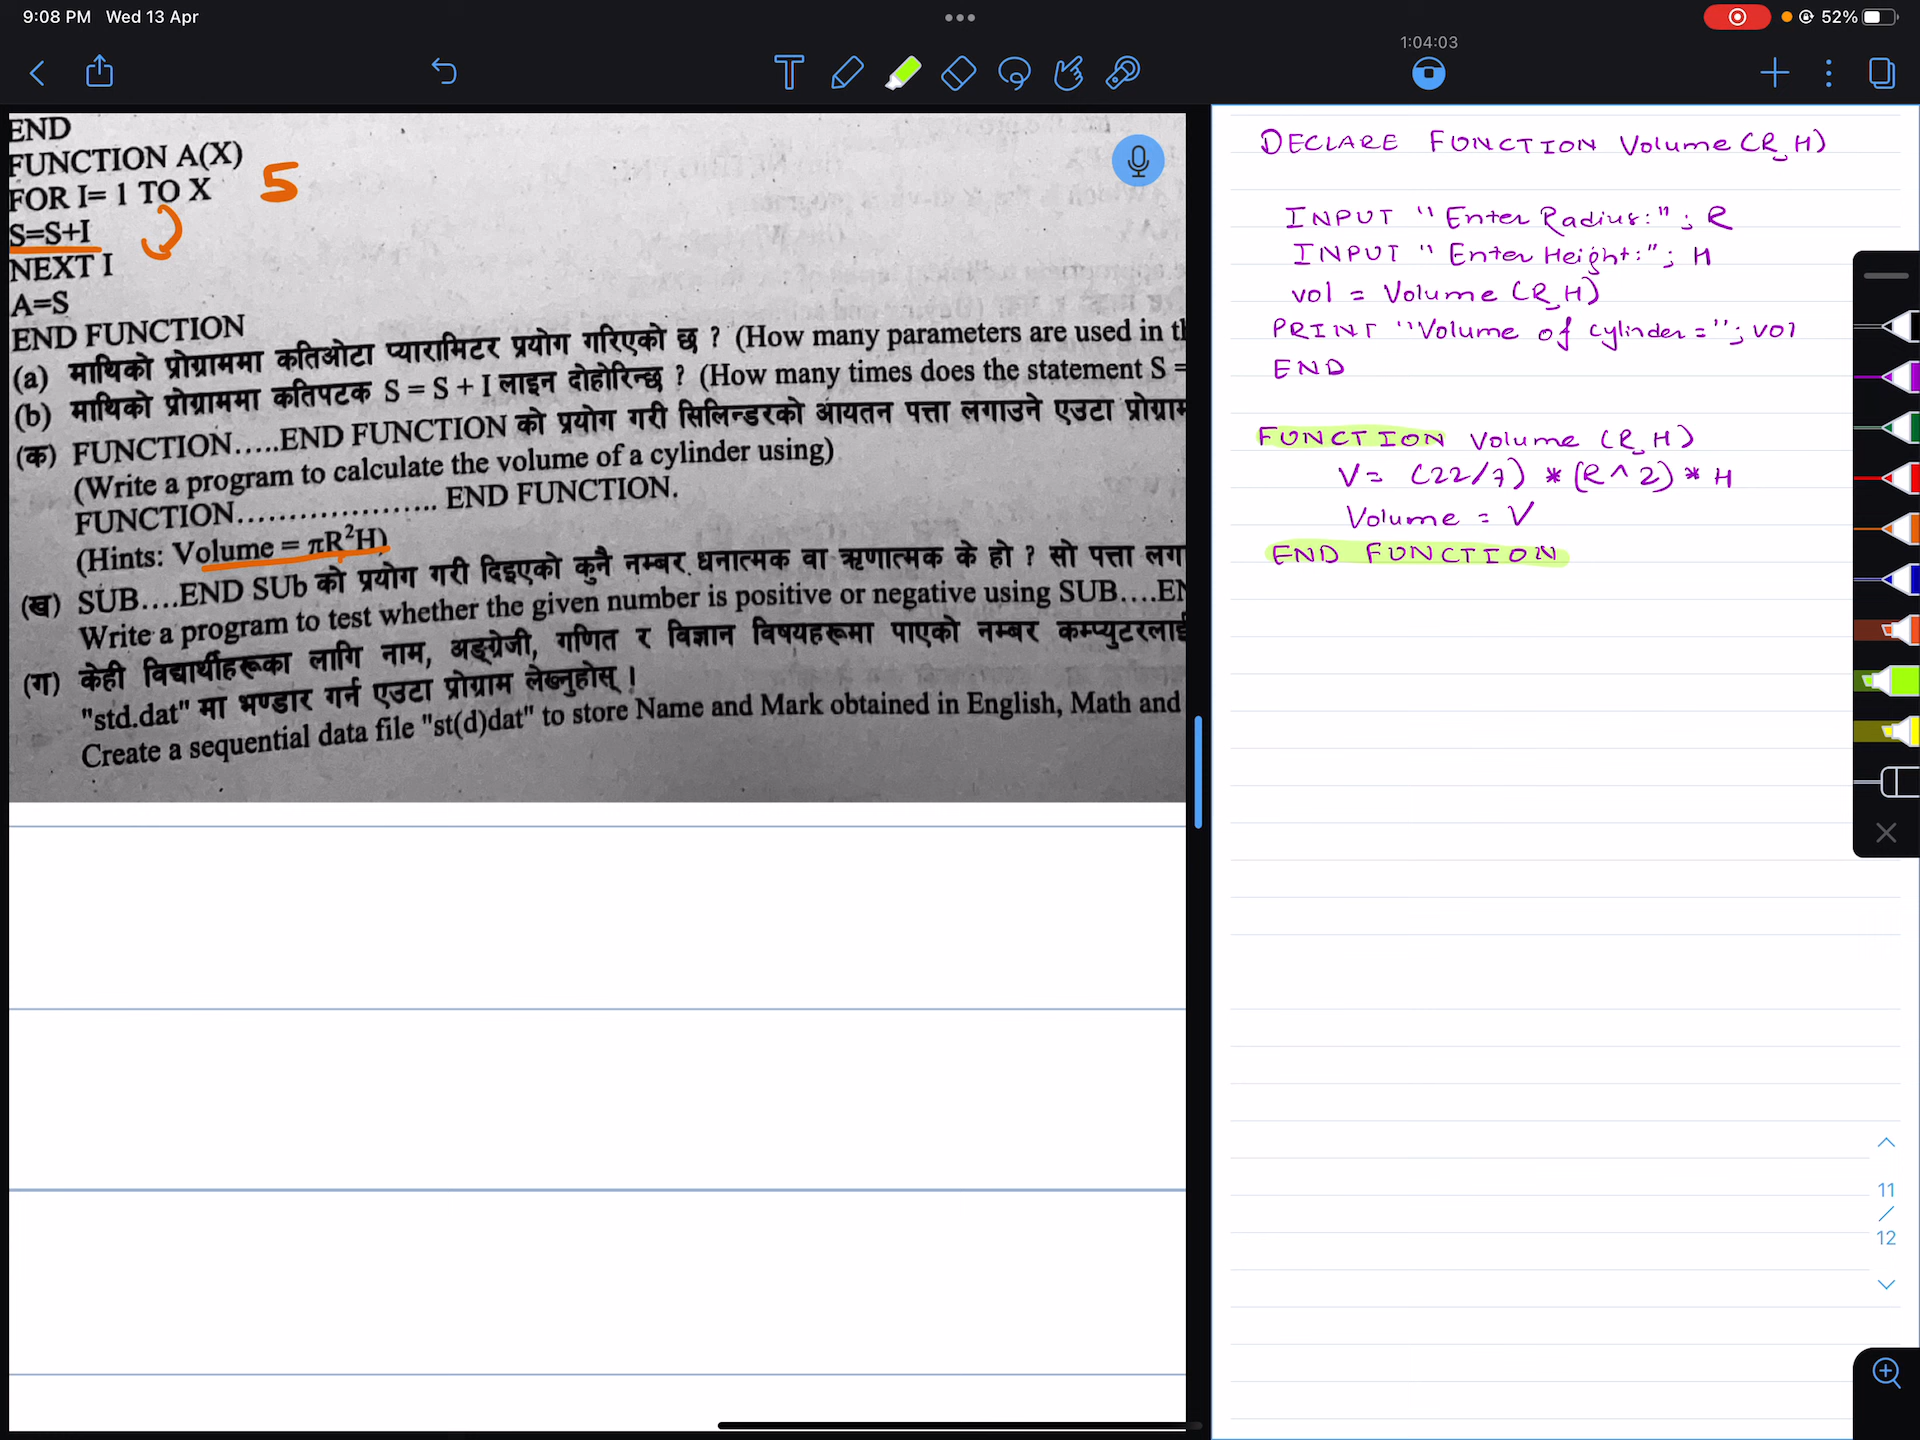 9:08 PM Wed 13 Apr
52%
1:04:03
END
FUNCTION A(X)
FOR I= 1 TO X
5
S=S+I
NEXT I
A=S
END FUNCTION
(a) माथिको प्रोग्राममा कतिओटा प्यारामिटर प्रयोग गरिएको छ ? (How many parameters are used in th
(b) माथिको प्रोग्राममा कतिपटक S = S + I लाइन दोहोरिन्छ ? (How many times does the statement S =
(क) FUNCTION.....END FUNCTION को प्रयोग गरी सिलिन्डरको आयतन पत्ता लगाउने एउटा प्रोग्राम
(Write a program to calculate the volume of a cylinder using)
FUNCTION.................... END FUNCTION.
(Hints: Volume = πR²H)
(ख) SUB....END SUb को प्रयोग गरी दिइएको कुनै नम्बर धनात्मक वा ऋणात्मक के हो ? सो पत्ता लगा
Write a program to test whether the given number is positive or negative using SUB....EN
(ग) केही विद्यार्थीहरूका लागि नाम, अङ्ग्रेजी, गणित र विज्ञान विषयहरूमा पाएको नम्बर कम्प्युटरलाई
"std.dat" मा भण्डार गर्न एउटा प्रोग्राम लेख्नुहोस् ।
Create a sequential data file "st(d)dat" to store Name and Mark obtained in English, Math and
DECLARE FUNCTION Volume (R, H)
INPUT "Enter Radius:" ; R
INPUT "Enter Height:"; H
vol = Volume (R, H)
PRINT "Volume of cylinder = "; vol
END
FUNCTION Volume (R, H)
V = (22/7) * (R ^ 2) * H
Volume = V
END FUNCTION
11
/
12